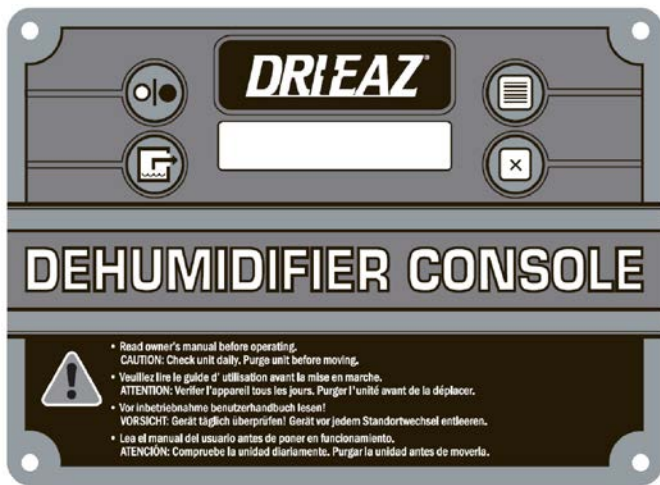 DRI-EAZ®
DEHUMIDIFIER CONSOLE
• Read owner's manual before operating.
CAUTION: Check unit daily. Purge unit before moving.
• Veuillez lire le guide d' utilisation avant la mise en marche.
ATTENTION: Verifer l'appareil tous les jours. Purger l'unité avant de la déplacer.
• Vor inbetriebnahme benutzerhandbuch lesen!
VORSICHT: Gerät täglich überprüfen! Gerät vor jedem Standortwechsel entleeren.
• Lea el manual del usuario antes de poner en funcionamiento.
ATENCIÓN: Compruebe la unidad diariamente. Purgar la unidad antes de moverla.